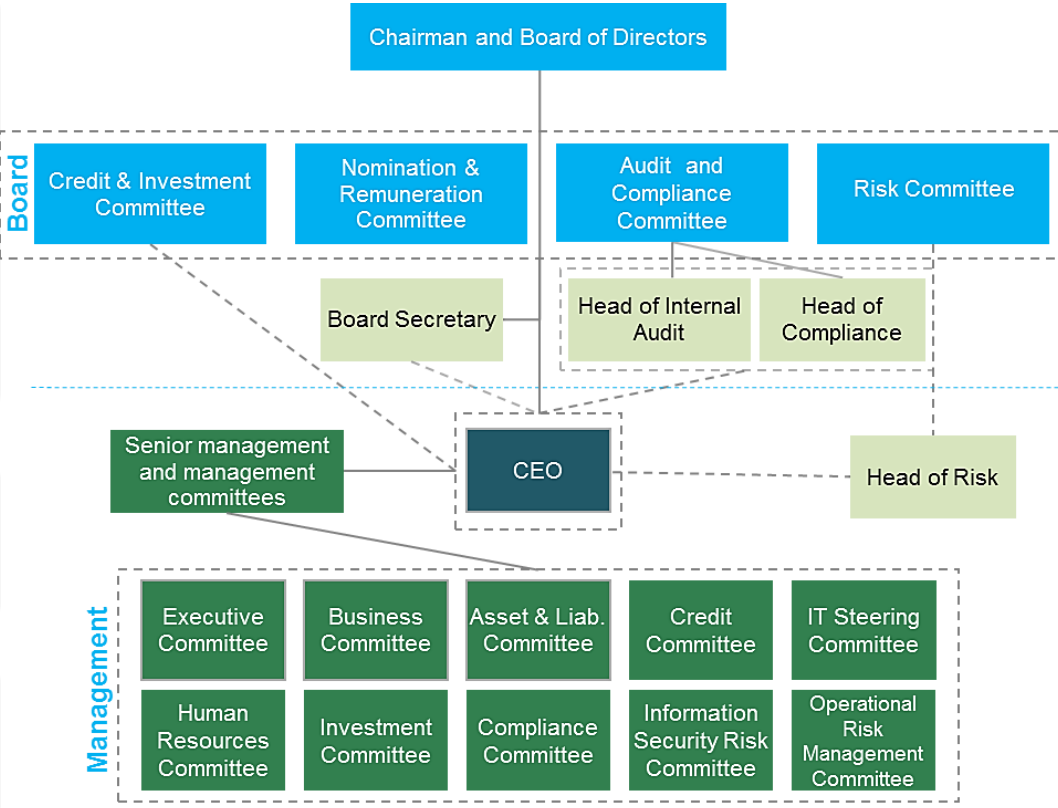 Chairman and Board of Directors
Board
Credit & Investment
Committee
Nomination &
Remuneration
Committee
Audit and
Compliance
Committee
Risk Committee
Board Secretary
Head of Internal
Audit
Head of
Compliance
Senior management
and management
committees
CEO
Head of Risk
Management
Executive
Committee
Business
Committee
Asset & Liab.
Committee
Credit
Committee
IT Steering
Committee
Human
Resources
Committee
Investment
Committee
Compliance
Committee
Information
Security Risk
Committee
Operational
Risk
Management
Committee